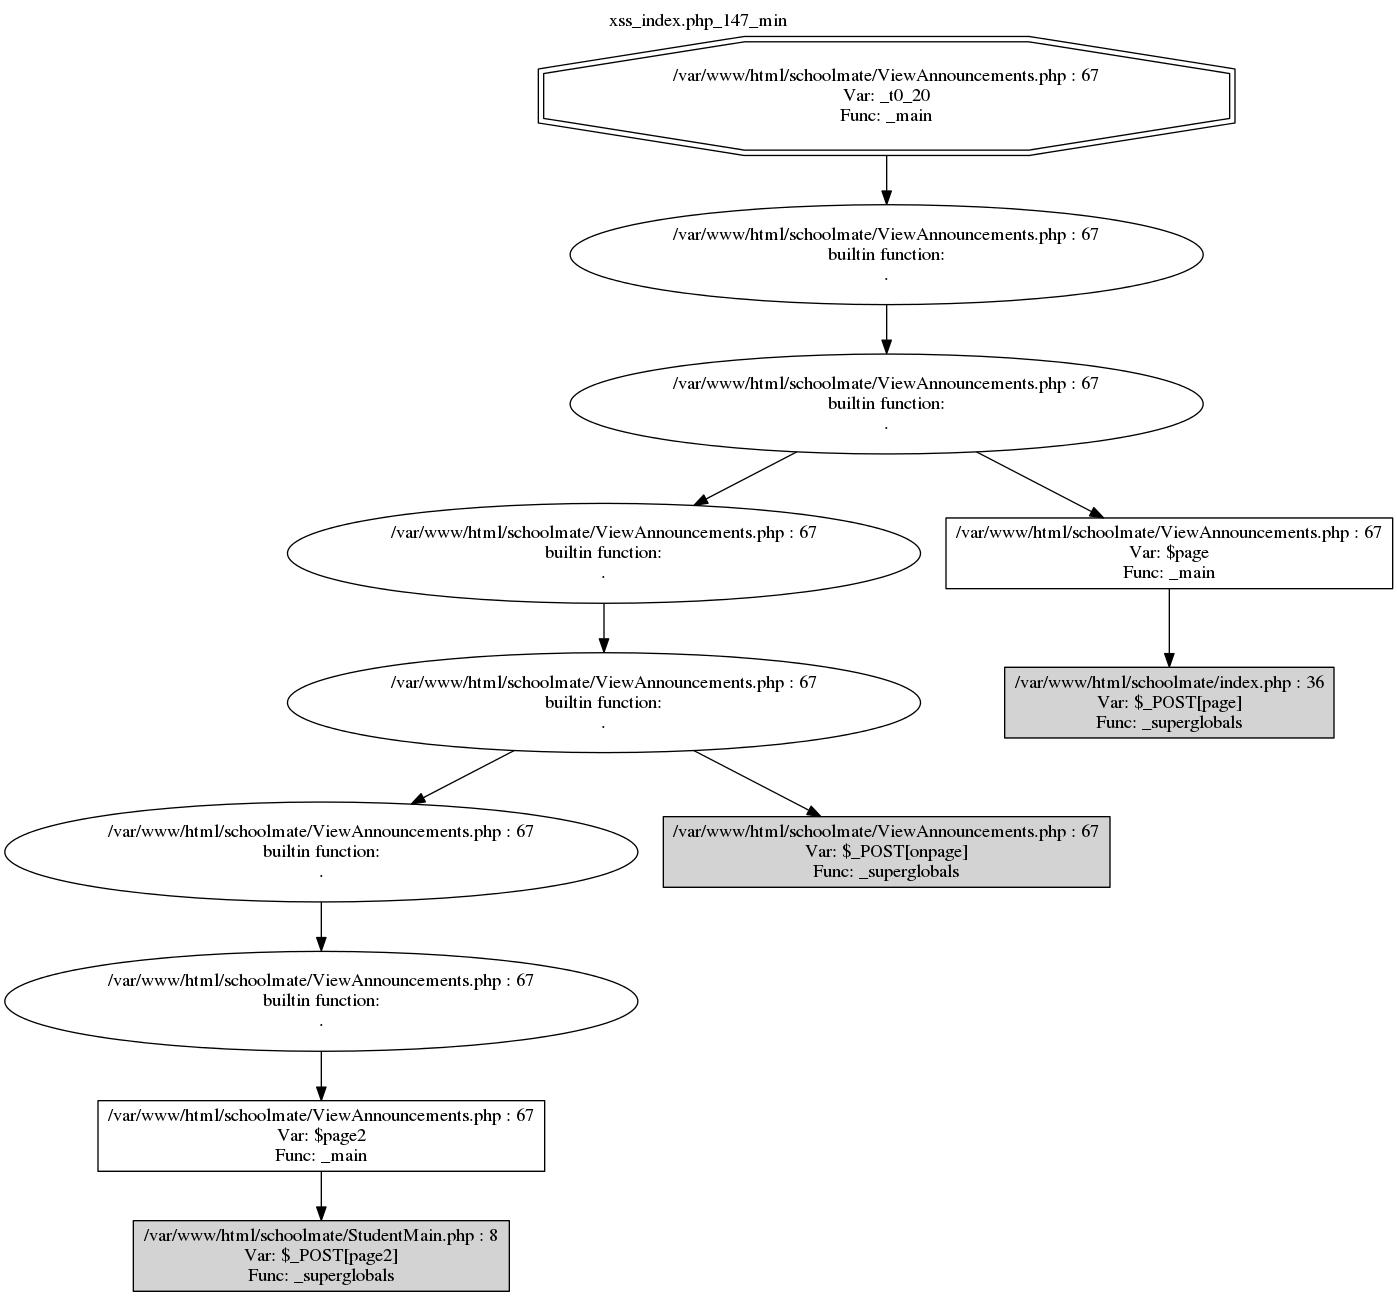 xss_index.php_147_min
/var/www/html/schoolmate/ViewAnnouncements.php : 67
Var: _t0_20
Func: _main
/var/www/html/schoolmate/ViewAnnouncements.php : 67
builtin function:
.
/var/www/html/schoolmate/ViewAnnouncements.php : 67
builtin function:
.
/var/www/html/schoolmate/ViewAnnouncements.php : 67
builtin function:
.
/var/www/html/schoolmate/ViewAnnouncements.php : 67
Var: $page
Func: _main
/var/www/html/schoolmate/ViewAnnouncements.php : 67
builtin function:
.
/var/www/html/schoolmate/index.php : 36
Var: $_POST[page]
Func: _superglobals
/var/www/html/schoolmate/ViewAnnouncements.php : 67
builtin function:
.
/var/www/html/schoolmate/ViewAnnouncements.php : 67
Var: $_POST[onpage]
Func: _superglobals
/var/www/html/schoolmate/ViewAnnouncements.php : 67
builtin function:
.
/var/www/html/schoolmate/ViewAnnouncements.php : 67
Var: $page2
Func: _main
/var/www/html/schoolmate/StudentMain.php : 8
Var: $_POST[page2]
Func: _superglobals